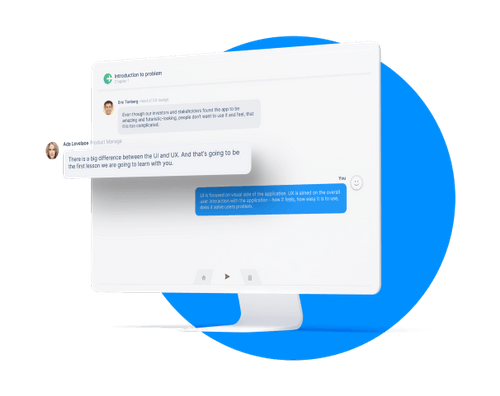 Introduction to problem
Chapter 1
Eric Tanberg
Even though our investors and stakeholders found the app to be
amazing and futuristic-looking, people don't want to use it and feel, that
it is too complicated.
Ada Lovelace Product Manager
There is a big difference between the UI and UX. And that's going to be
the first lesson we are going to learn with you.
You
UI is focused on visual side of the application. UX is aimed on the overall
user interaction with the application - how it feels, how easy it is to use,
does it solve users problem.